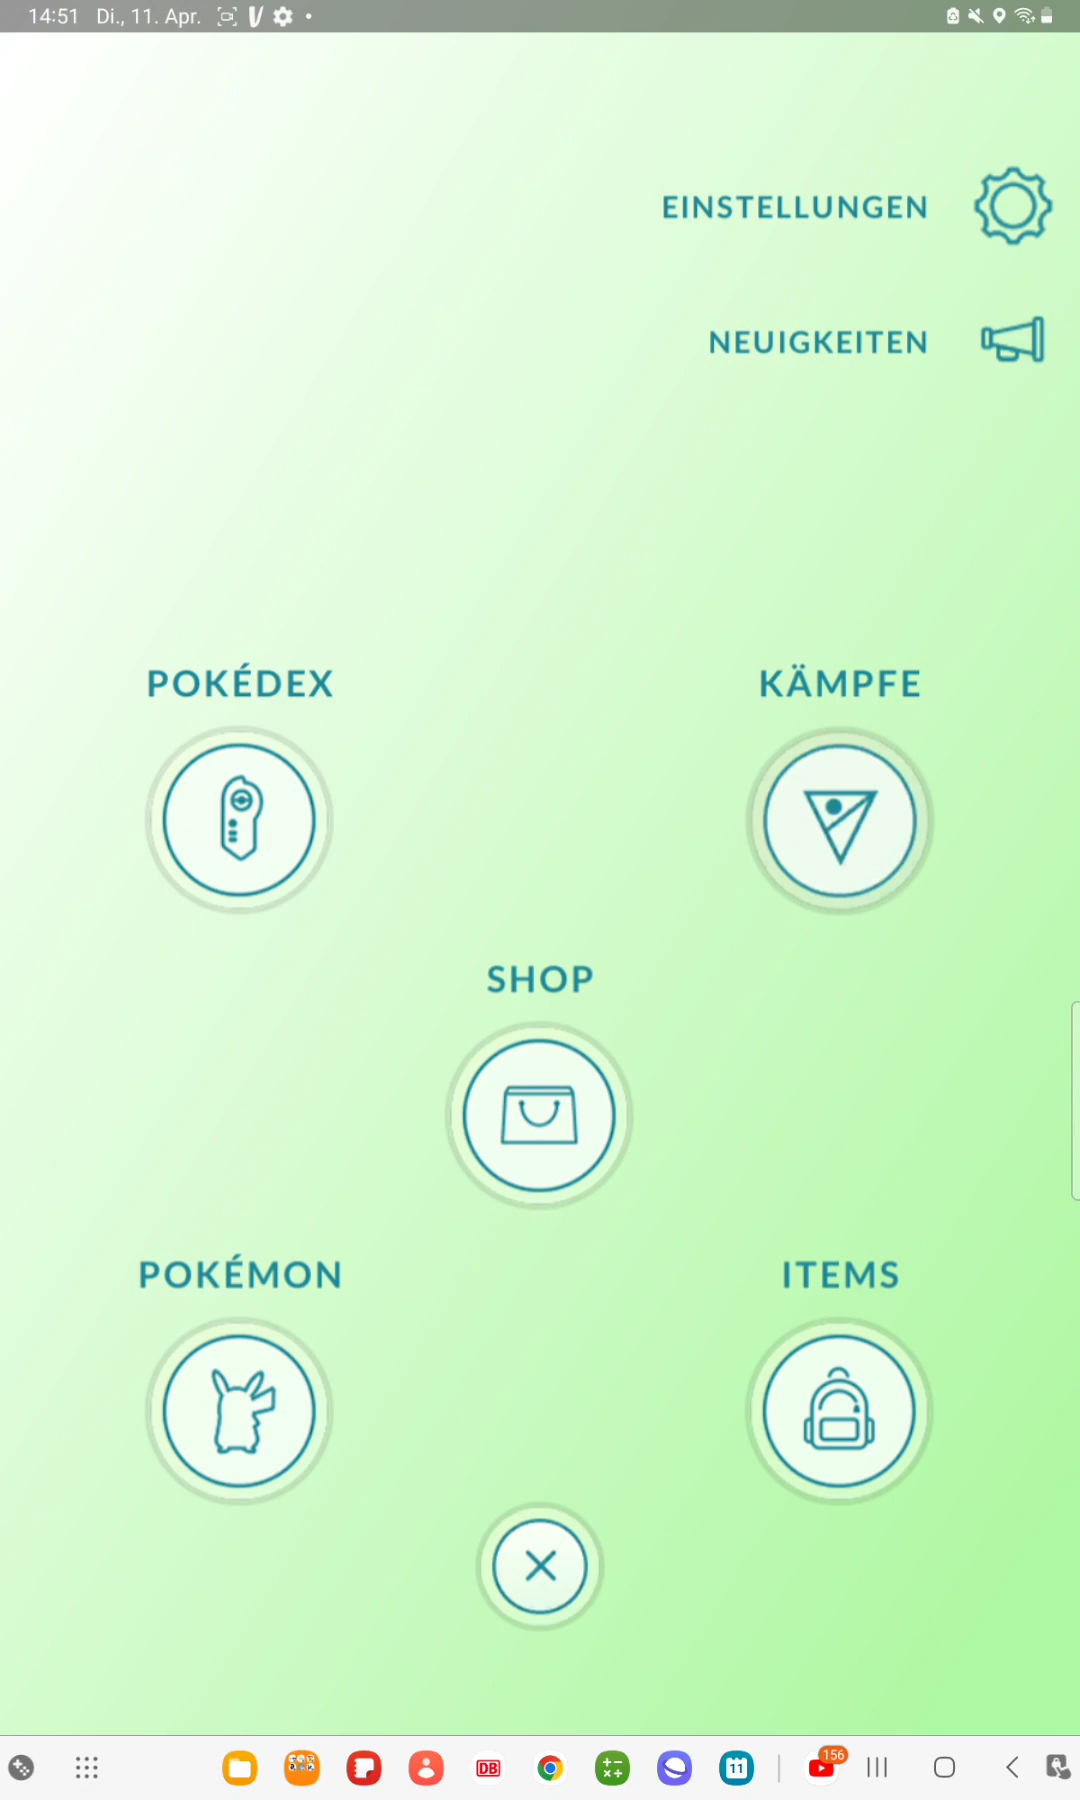 14:51 Di., 11. Apr.
EINSTELLUNGEN
NEUIGKEITEN
POKÉDEX
KÄMPFE
SHOP
POKÉMON
ITEMS
DB
11
156